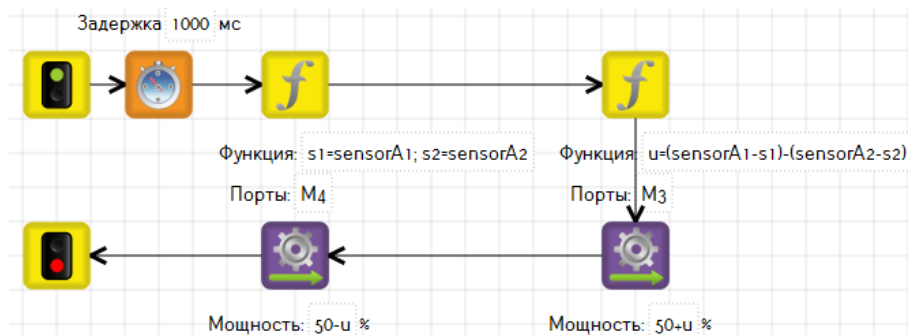 Задержка 1000 мс
Функция: s1=sensorA1; s2=sensorA2
Функция: u=(sensorA1-s1)-(sensorA2-s2)
Порты: M4
Порты: M3
Мощность: 50-u %
Мощность: 50+u %